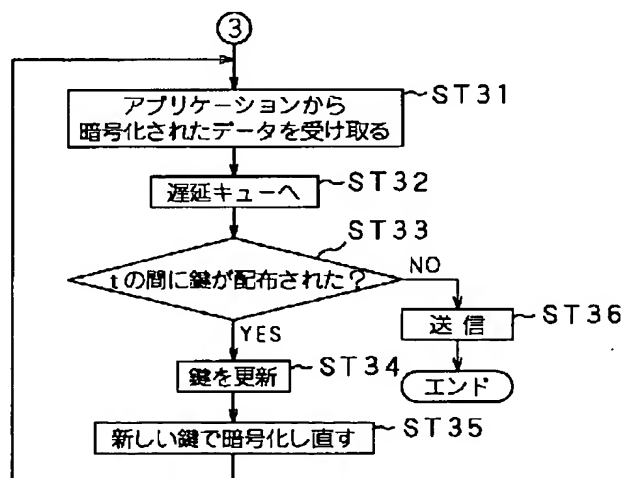 3
アプリケーションから
暗号化されたデータを受け取る
ST31
遅延キューへ
ST32
tの間に鍵が配布された？
ST33
NO
YES
送信
ST36
エンド
鍵を更新
ST34
新しい鍵で暗号化し直す
ST35